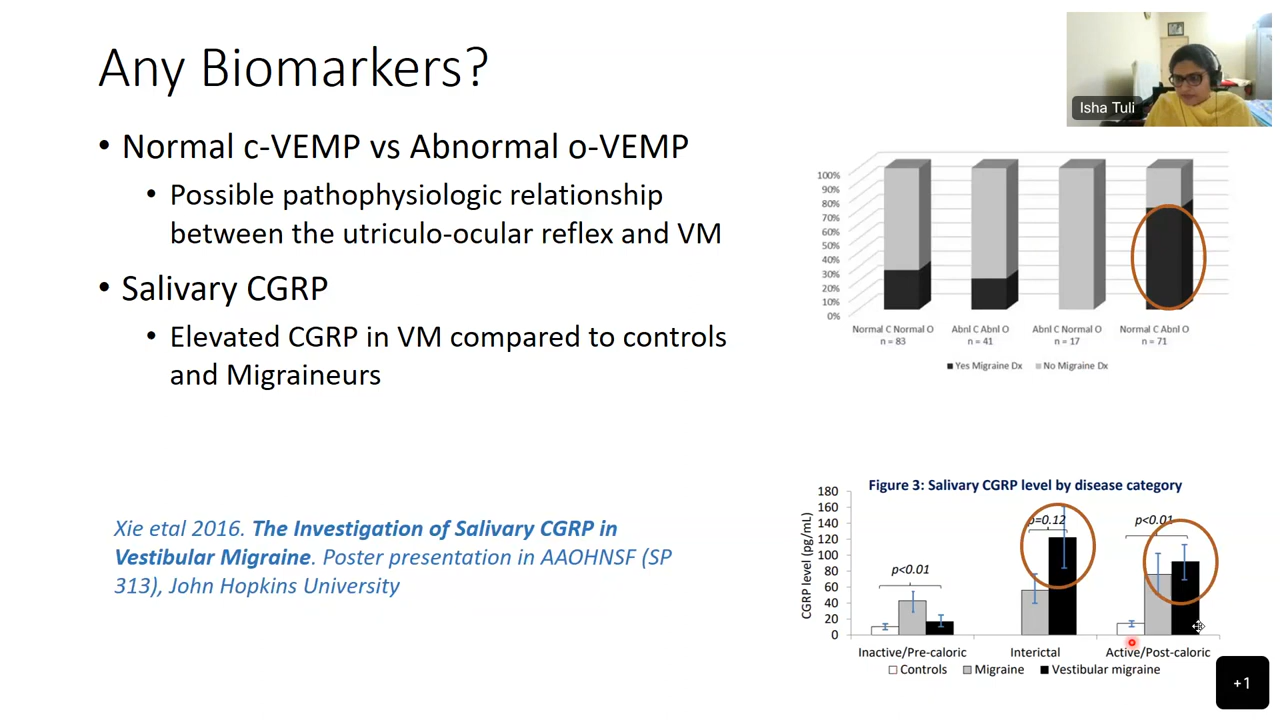 Any Biomarkers?
• Normal c-VEMP vs Abnormal o-VEMP
• Possible pathophysiologic relationship
between the utriculo-ocular reflex and VM
• Salivary CGRP
• Elevated CGRP in VM compared to controls
and Migraineurs
Xie etal 2016. The Investigation of Salivary CGRP in
Vestibular Migraine. Poster presentation in AAOHNSF (SP
313), John Hopkins University
Isha Tuli
100%
90%
80%
70%
60%
50%
40%
30%
20%
10%
0%
Normal C Normal O Abnl C Abnl O Abnl C Normal O Normal C Abnl O
n = 83 n = 41 n = 17 n = 71
Yes Migraine Dx No Migraine Dx
Figure 3: Salivary CGRP level by disease category
CGRP level (pg/mL)
180
160
140
120
100
80
60
40
20
0
p<0.01 p=0.12 p<0.01
Inactive/Pre-caloric Interictal Active/Post-caloric
Controls Migraine Vestibular migraine
+1